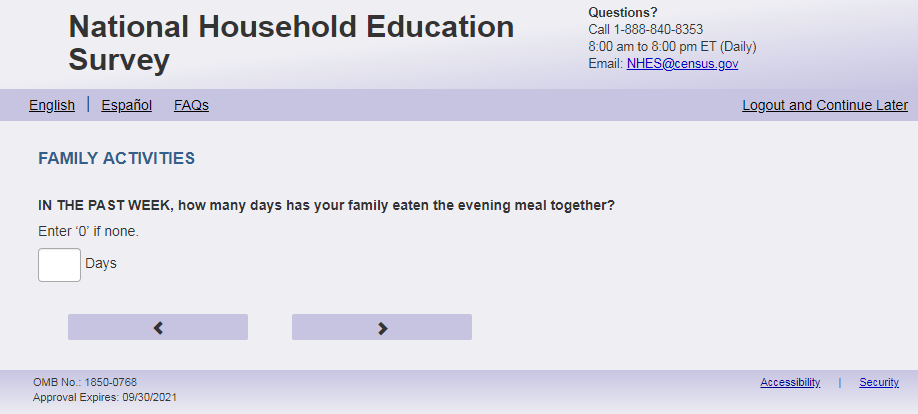 National Household Education
Survey
Questions?
Call 1-888-840-8353
8:00 am to 8:00 pm ET (Daily)
Email: NHES@census.gov
English | Español FAQs Logout and Continue Later
FAMILY ACTIVITIES
IN THE PAST WEEK, how many days has your family eaten the evening meal together?
Enter ‘0’ if none.
Days
OMB No.: 1850-0768
Approval Expires: 09/30/2021
Accessibility | Security